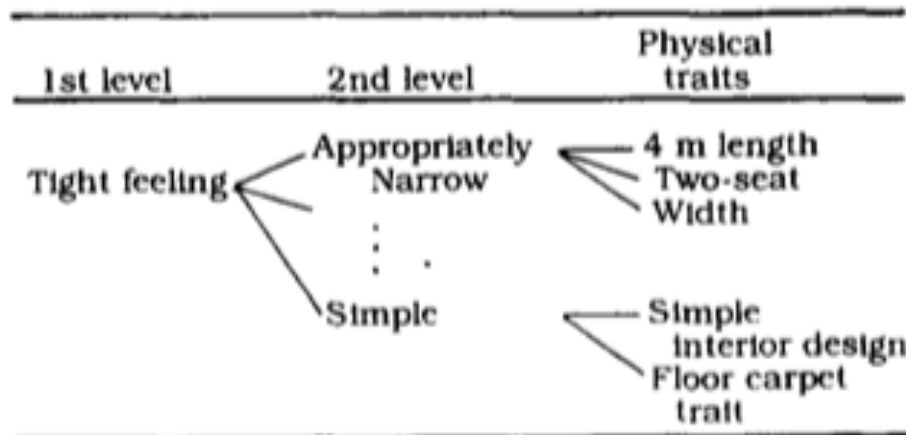 1st level 2nd level Physical
traits
Tight feeling
Appropriately
Narrow
4 m length
Two-seat
Width
Simple
Simple
interior design
Floor carpet
trait